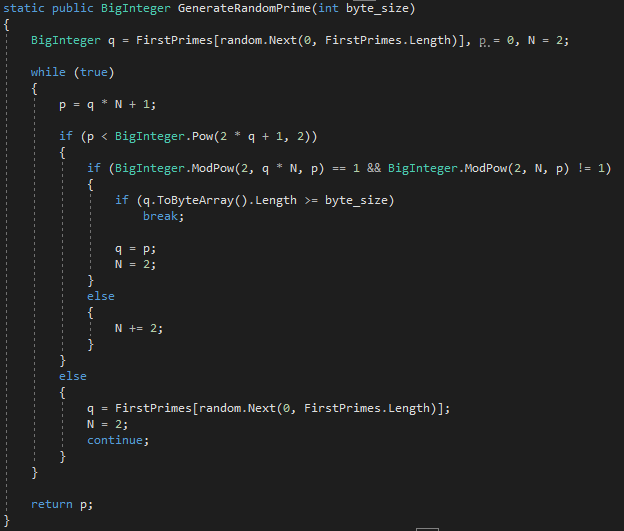 static public BigInteger GenerateRandomPrime(int byte_size)
{
BigInteger q = FirstPrimes[random.Next(0, FirstPrimes.Length)], p = 0, N = 2;
while (true)
{
p = q * N + 1;
if (p < BigInteger.Pow(2 * q + 1, 2))
{
if (BigInteger.ModPow(2, q * N, p) == 1 && BigInteger.ModPow(2, N, p) != 1)
{
if (q.ToByteArray().Length >= byte_size)
break;
q = p;
N = 2;
}
else
{
N += 2;
}
}
else
{
q = FirstPrimes[random.Next(0, FirstPrimes.Length)];
N = 2;
continue;
}
}
return p;
}